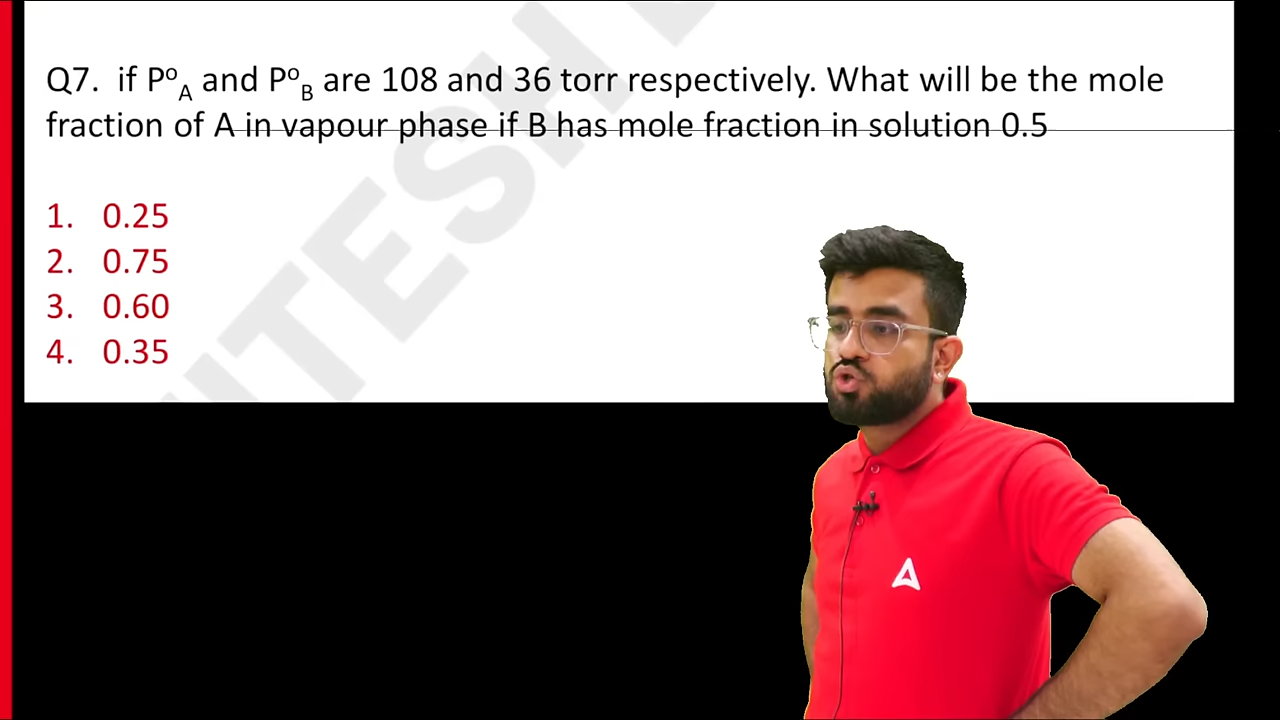 Q7. if PºA and PºB are 108 and 36 torr respectively. What will be the mole
fraction of A in vapour phase if B has mole fraction in solution 0.5
1. 0.25
2. 0.75
3. 0.60
4. 0.35